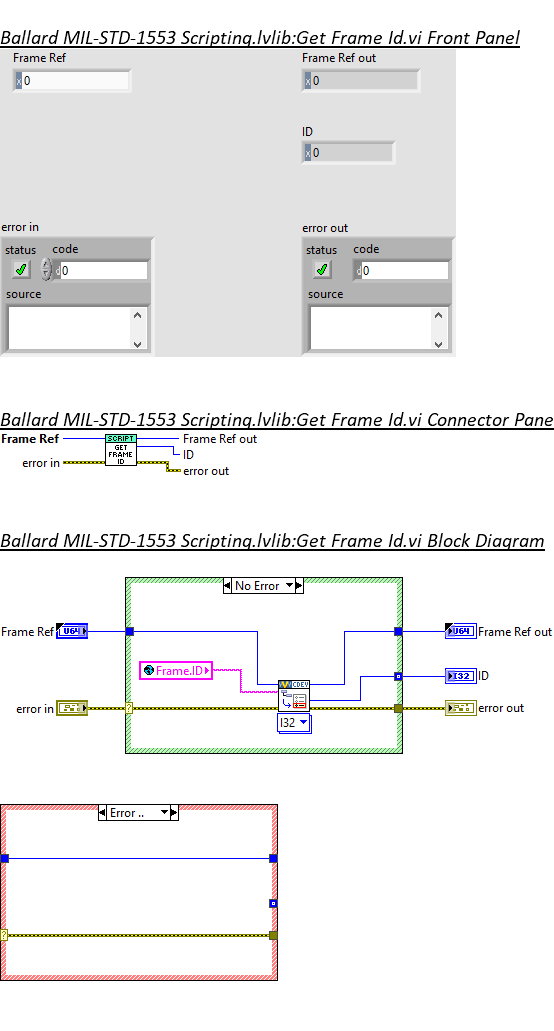 Ballard MIL-STD-1553 Scripting.lvlib:Get Frame Id.vi Front Panel
Frame Ref
Frame Ref out
x 0
x 0
ID
x 0
error in
error out
status code
status code
d 0
d 0
source
source
Ballard MIL-STD-1553 Scripting.lvlib:Get Frame Id.vi Connector Pane
Frame Ref
SCRIPT
GET
FRAME
ID
Frame Ref out
ID
error in
error out
Ballard MIL-STD-1553 Scripting.lvlib:Get Frame Id.vi Block Diagram
No Error
Frame Ref
U64
U64
Frame Ref out
Frame.ID
CDEV
I32
ID
error in
?
error out
I32
Error ..
?